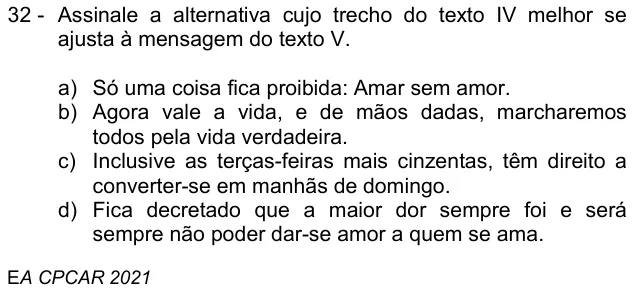 32 - Assinale a alternativa cujo trecho do texto IV melhor se
ajusta à mensagem do texto V.
a) Só uma coisa fica proibida: Amar sem amor.
b) Agora vale a vida, e de mãos dadas, marcharemos
todos pela vida verdadeira.
c) Inclusive as terças-feiras mais cinzentas, têm direito a
converter-se em manhãs de domingo.
d) Fica decretado que a maior dor sempre foi e será
sempre não poder dar-se amor a quem se ama.
EA CPCAR 2021